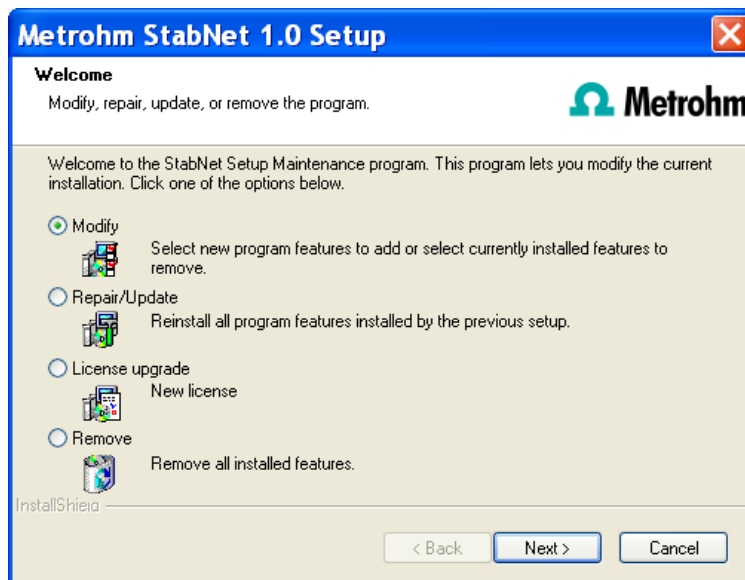 Metrohm StabNet 1.0 Setup
Welcome
Modify, repair, update, or remove the program.
Metrohm
Welcome to the StabNet Setup Maintenance program. This program lets you modify the current
installation. Click one of the options below.
Modify
Select new program features to add or select currently installed features to
remove.
Repair/Update
Reinstall all program features installed by the previous setup.
License upgrade
New license
Remove
Remove all installed features.
InstallShield
< Back
Next >
Cancel